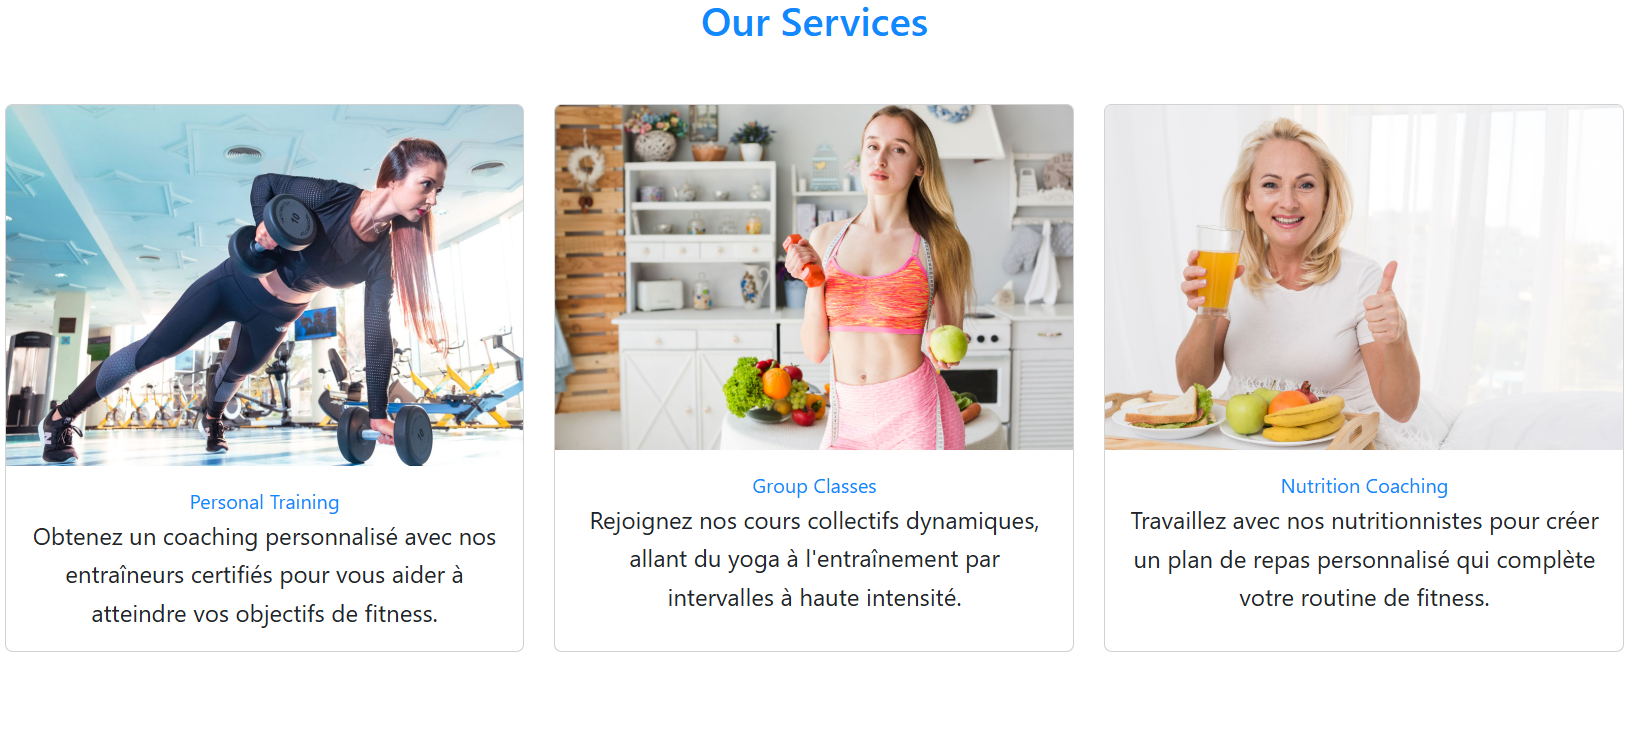 Our Services
Personal Training
Obtenez un coaching personnalisé avec nos
entraîneurs certifiés pour vous aider à
atteindre vos objectifs de fitness.
Group Classes
Rejoignez nos cours collectifs dynamiques,
allant du yoga à l'entraînement par
intervalles à haute intensité.
Nutrition Coaching
Travaillez avec nos nutritionnistes pour créer
un plan de repas personnalisé qui complète
votre routine de fitness.